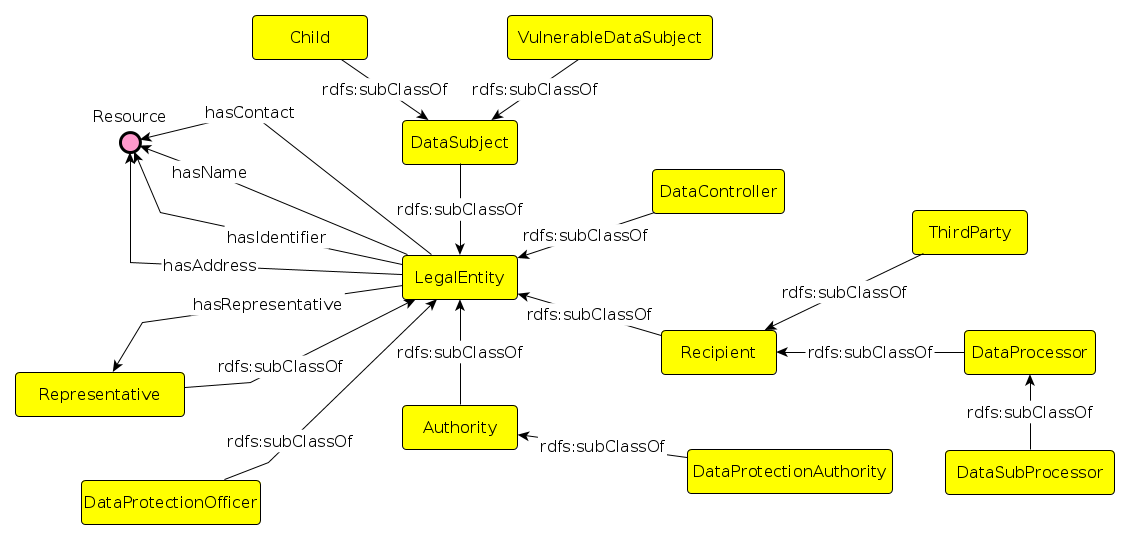 Child
VulnerableDataSubject
rdfs:subClassOf
rdfs:subClassOf
Resource
hasContact
DataSubject
hasName
DataController
rdfs:subClassOf
hasIdentifier
rdfs:subClassOf
ThirdParty
hasAddress
LegalEntity
rdfs:subClassOf
hasRepresentative
rdfs:subClassOf
Recipient
rdfs:subClassOf
DataProcessor
rdfs:subClassOf
rdfs:subClassOf
Representative
rdfs:subClassOf
Authority
rdfs:subClassOf
rdfs:subClassOf
DataProtectionAuthority
DataSubProcessor
DataProtectionOfficer